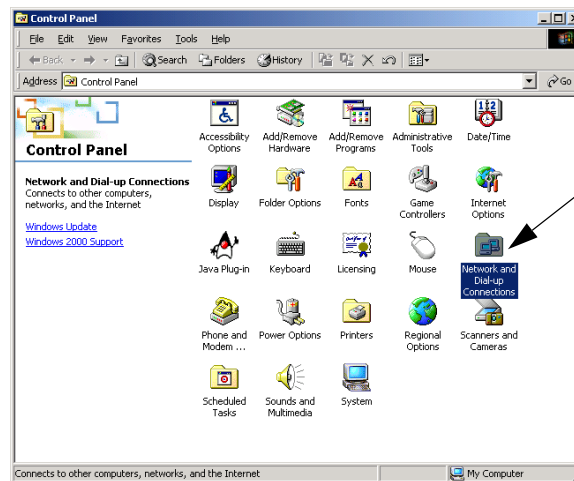 Control Panel
File Edit View Favorites Tools Help
Back Search Folders History
Address Control Panel Go
Control Panel
Network and Dial-up Connections
Connects to other computers,
networks, and the Internet
Windows Update
Windows 2000 Support
Accessibility Options
Add/Remove Hardware
Add/Remove Programs
Administrative Tools
Date/Time
Display
Folder Options
Fonts
Game Controllers
Internet Options
Java Plug-in
Keyboard
Licensing
Mouse
Network and Dial-up Connections
Phone and Modem ...
Power Options
Printers
Regional Options
Scanners and Cameras
Scheduled Tasks
Sounds and Multimedia
System
Connects to other computers, networks, and the Internet
My Computer